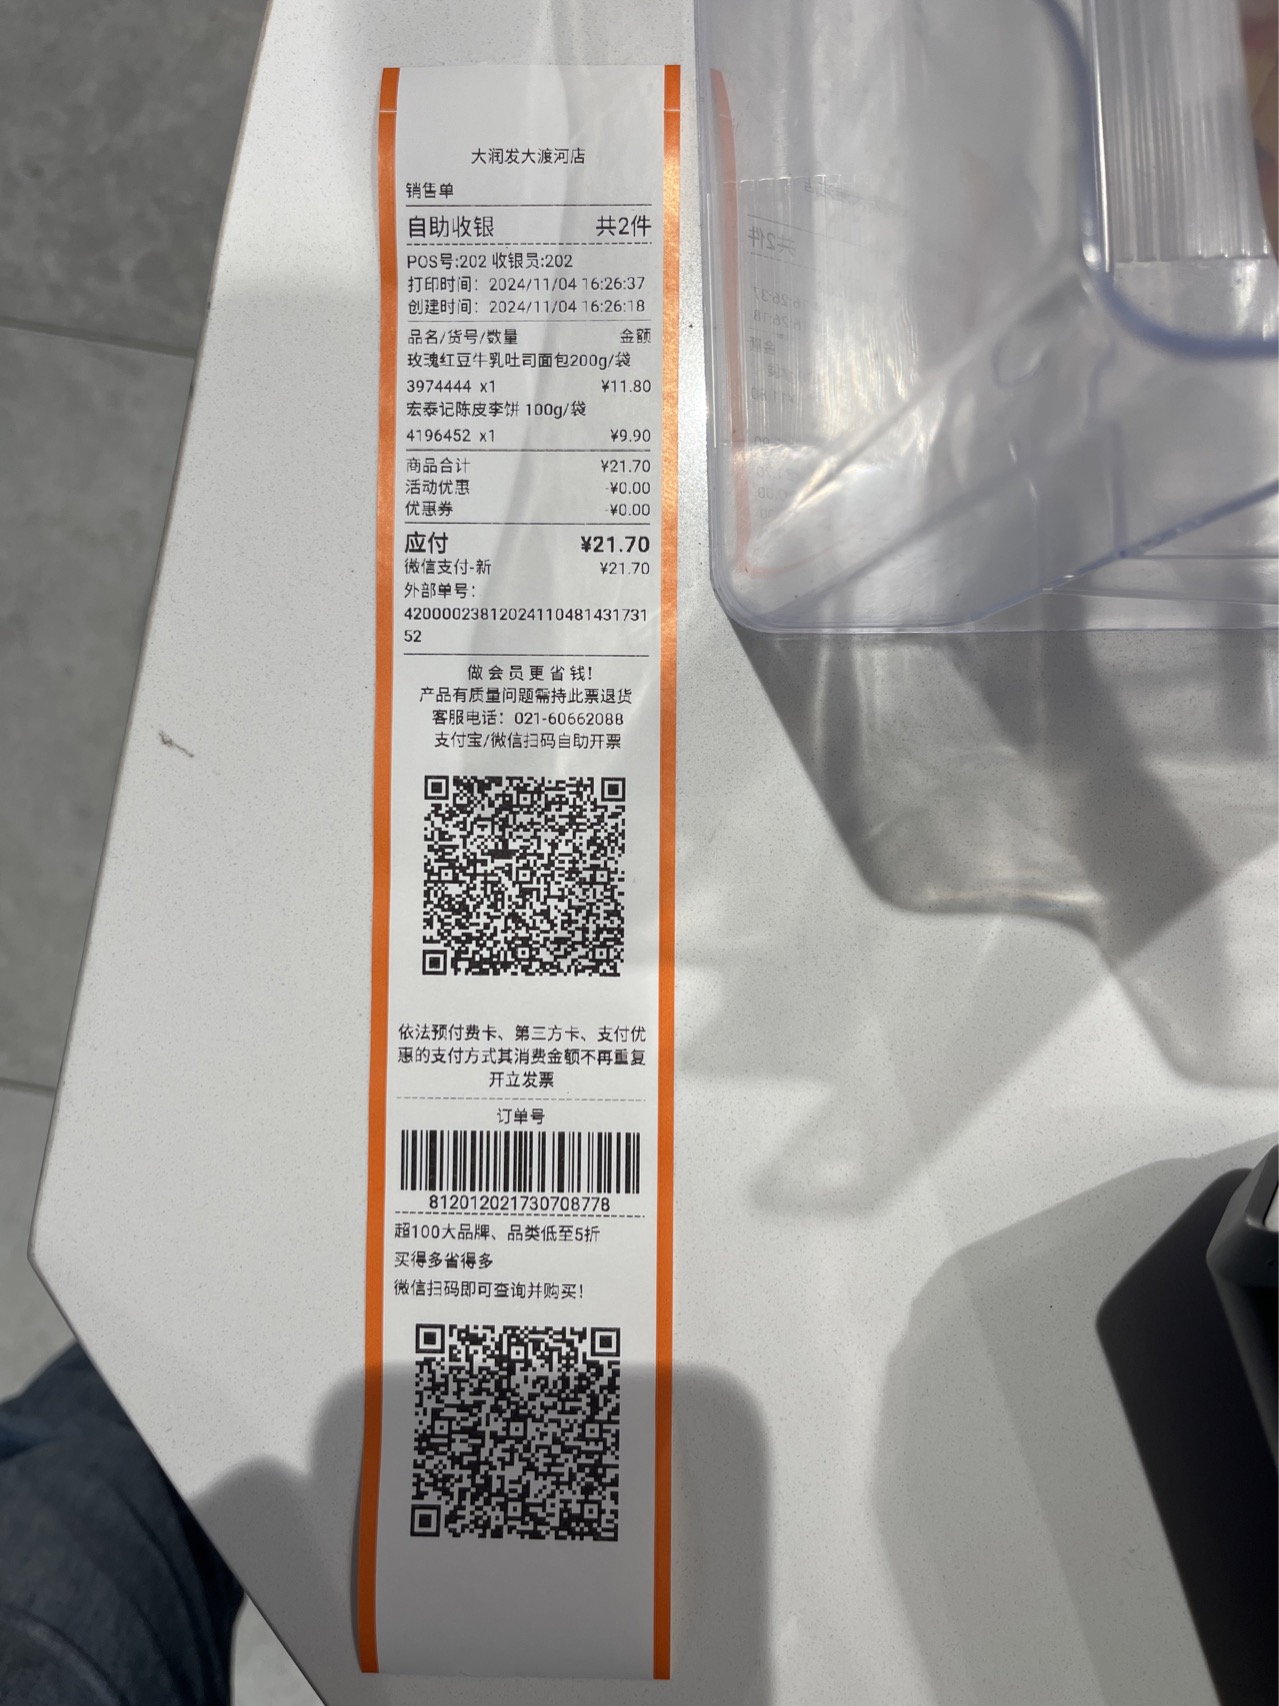 大润发大渡河店
销售单
自助收银 共2件
POS号:202 收银员:202
打印时间：2024/11/04 16:26:37
创建时间：2024/11/04 16:26:18
品名/货号/数量 金额
玫瑰红豆牛乳吐司面包200g/袋
3974444 x1 ¥11.80
宏泰记陈皮李饼 100g/袋
4196452 x1 ¥9.90
商品合计 ¥21.70
活动优惠 -¥0.00
优惠券 -¥0.00
应付 ¥21.70
微信支付-新 ¥21.70
外部单号：
42000023812024110481431731
52
做会员更省钱!
产品有质量问题需持此票退货
客服电话：021-60662088
支付宝/微信扫码自助开票
依法预付费卡、第三方卡、支付优
惠的支付方式其消费金额不再重复
开立发票
订单号
812012021730708778
超100大品牌、品类低至5折
买得多省得多
微信扫码即可查询并购买!